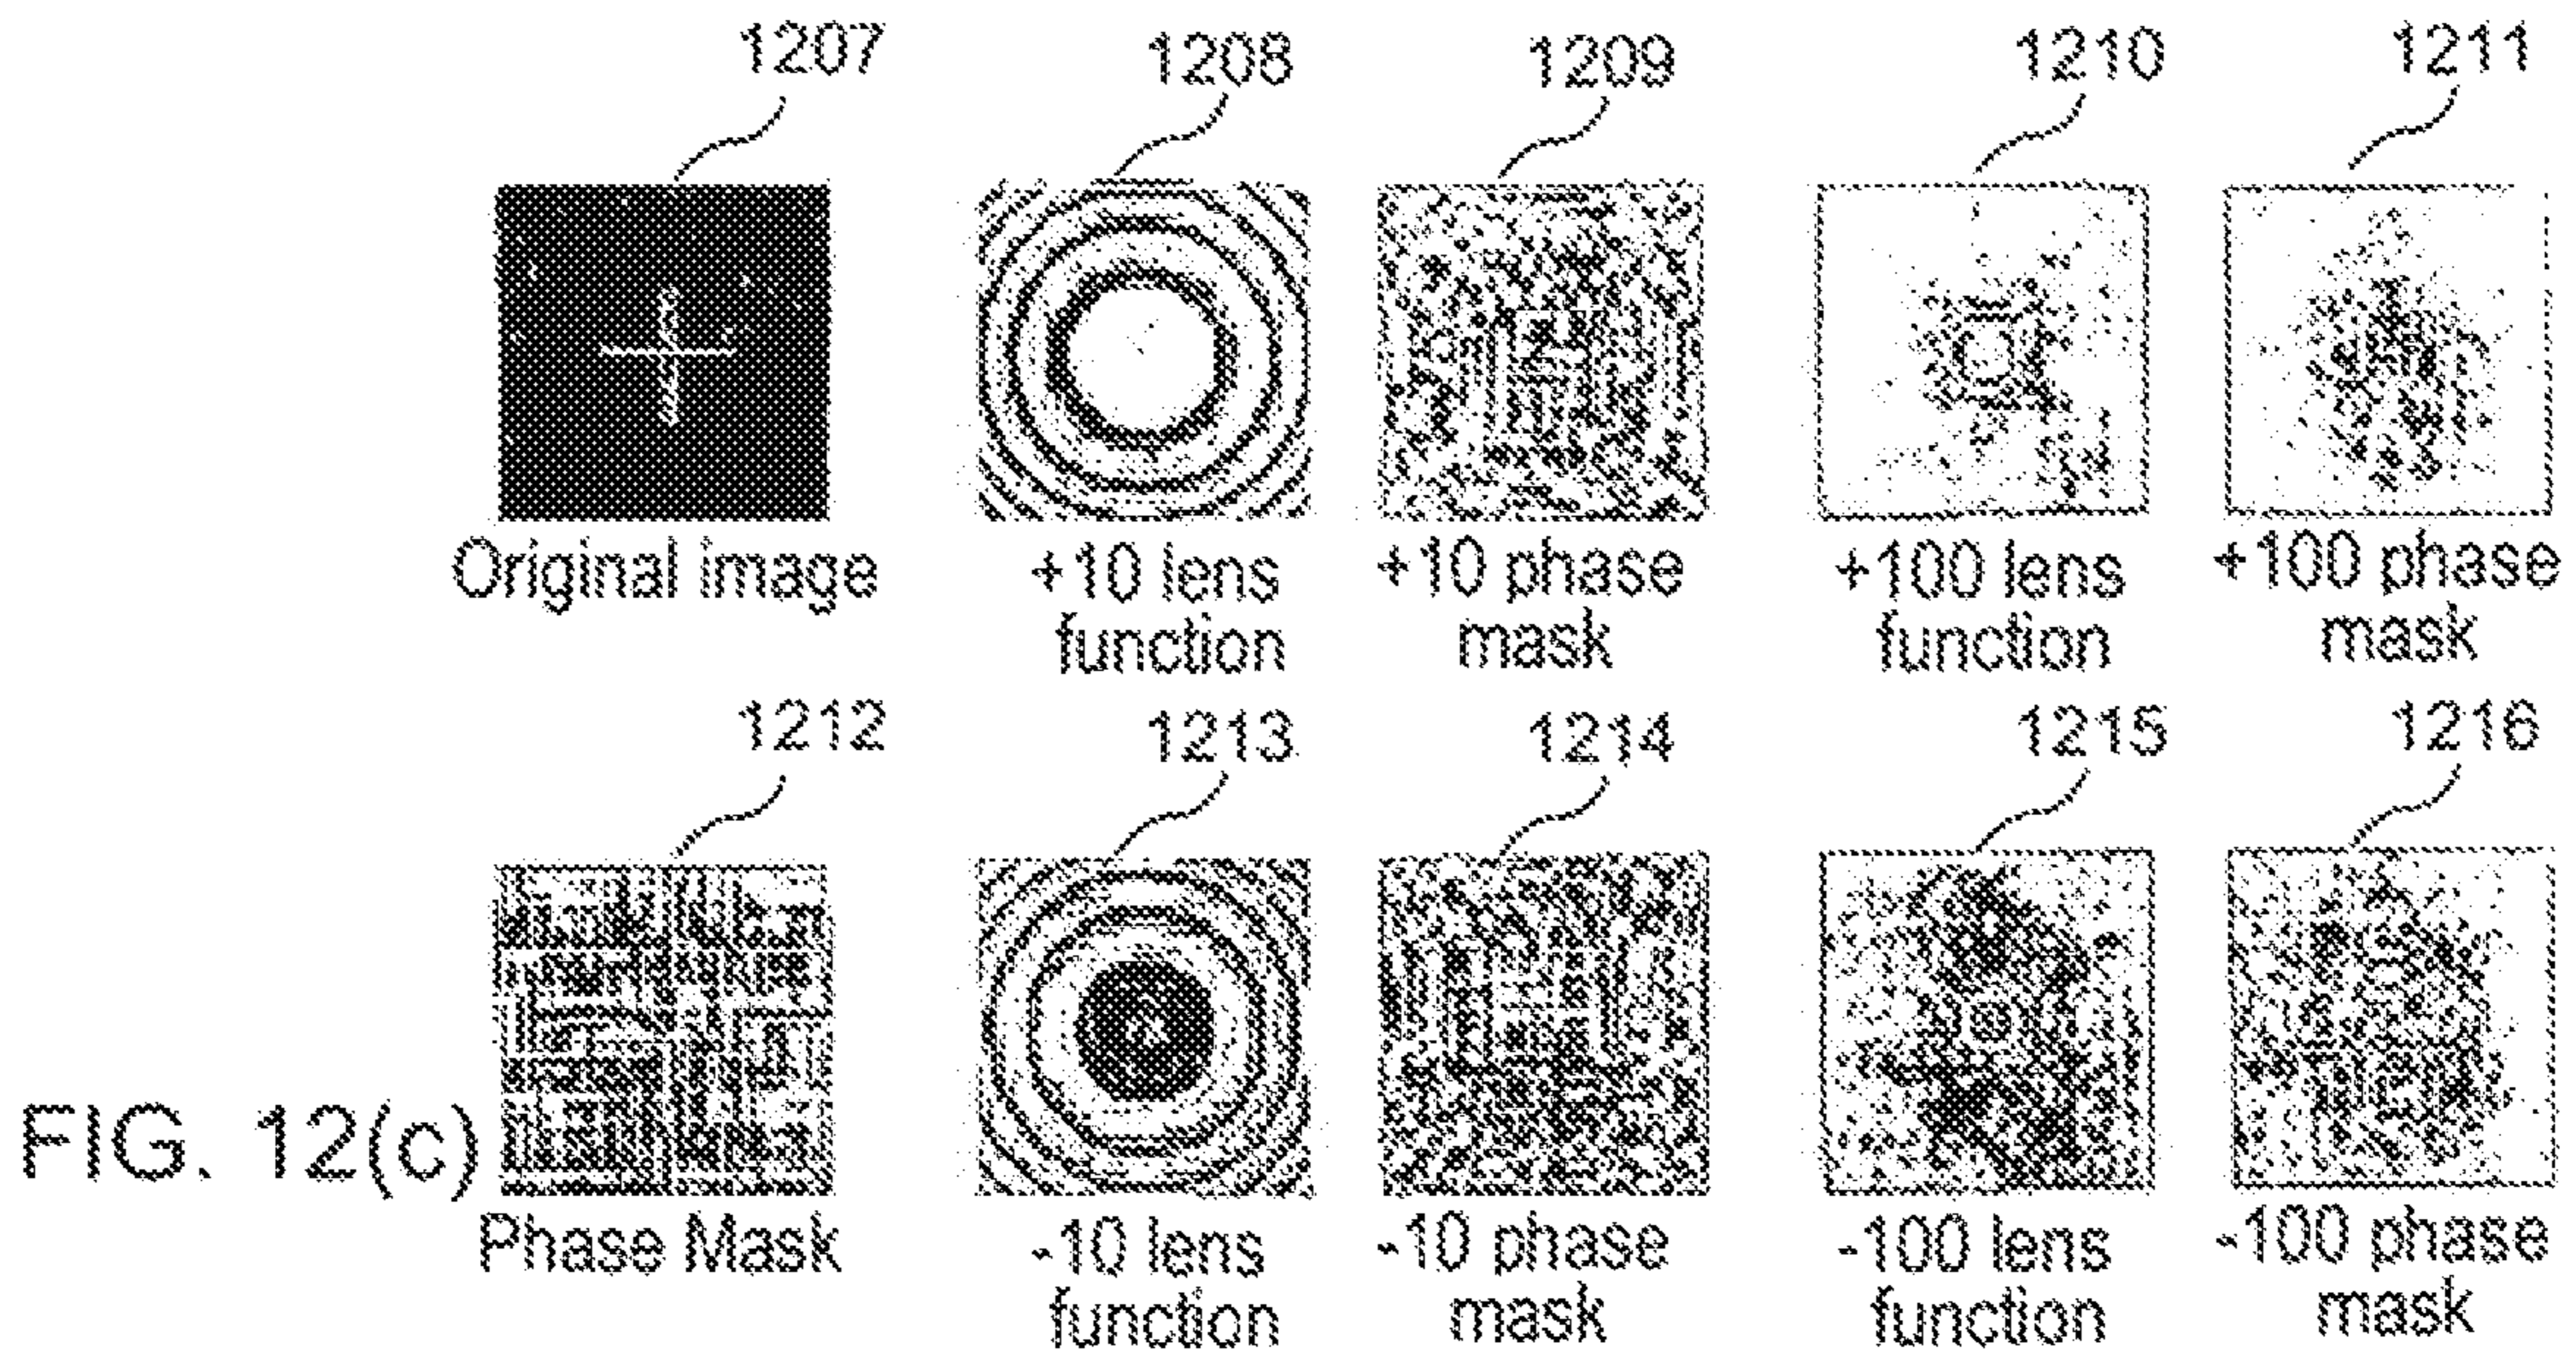 1207
1208
1209
1210
1211
Original image
+10 lens
function
+10 phase
mask
+100 lens
function
+100 phase
mask
1212
1213
1214
1215
1216
FIG. 12(c)
Phase Mask
-10 lens
function
-10 phase
mask
-100 lens
function
-100 phase
mask